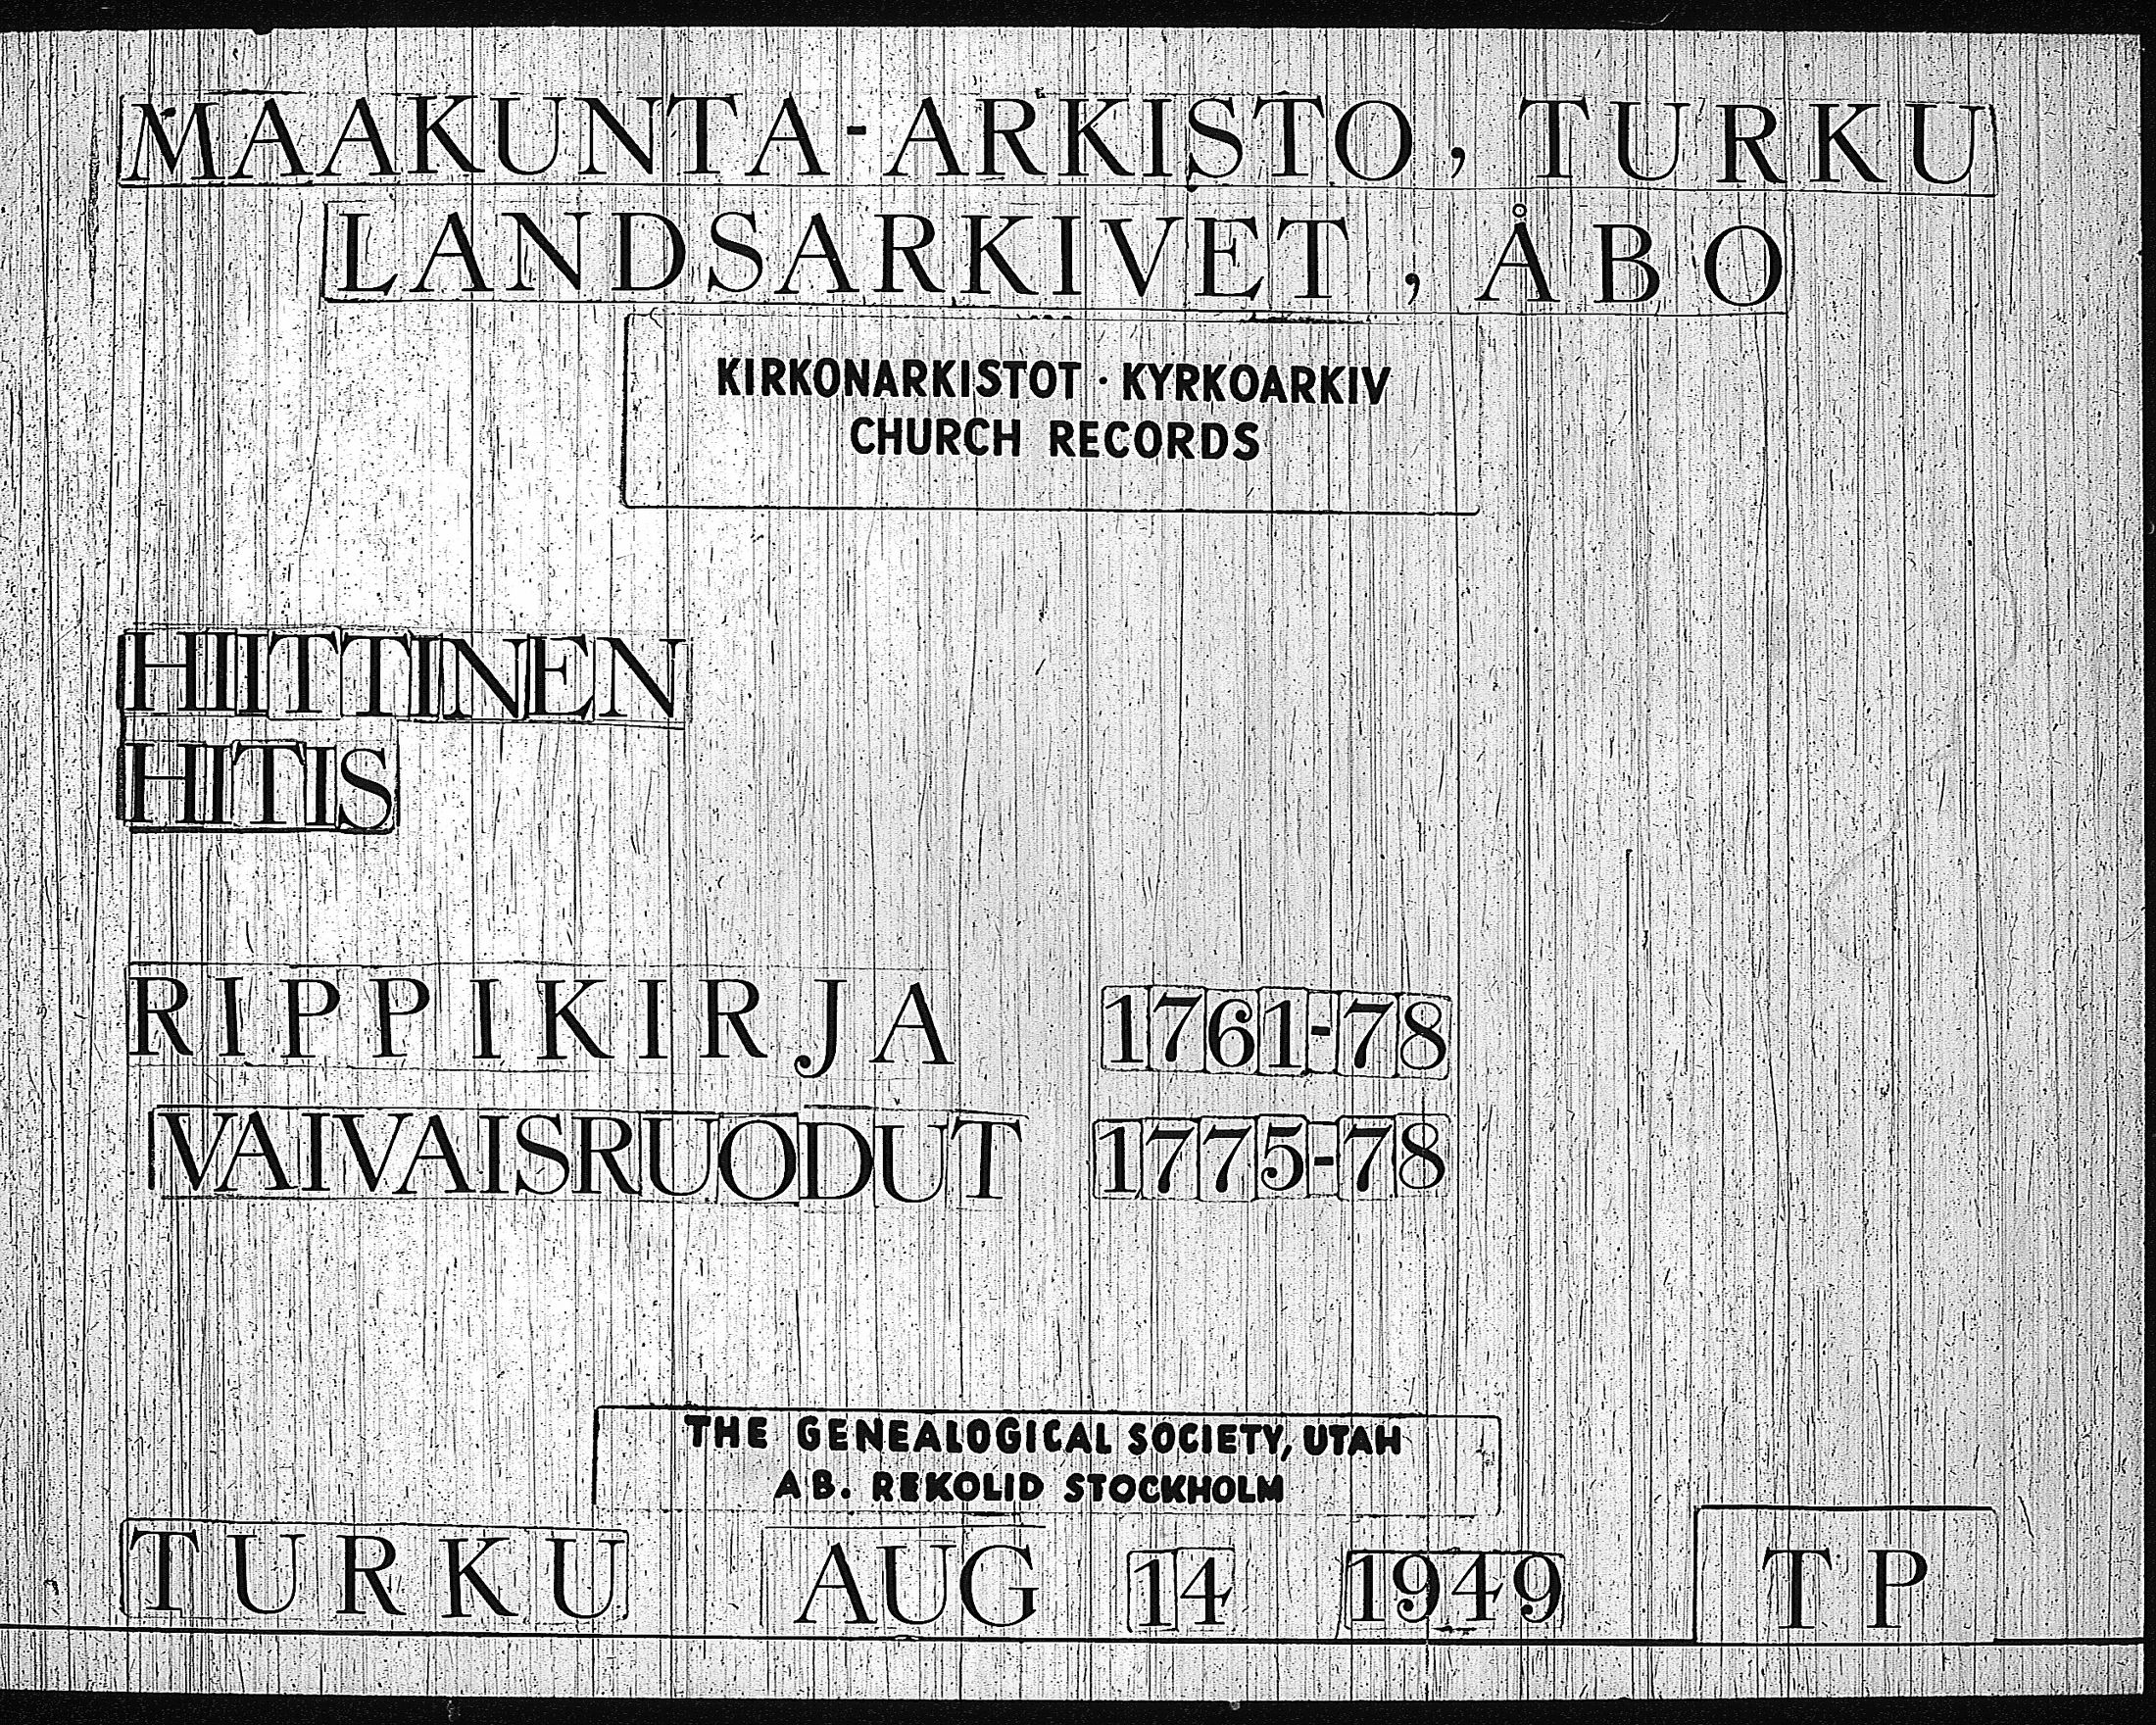 MAAKUNTA-ARKISTO, TURKU
LANDSARKIVET, ÅBO
KIRKONARKISTOT · KYRKOARKIV
CHURCH RECORDS
HIITTINEN
HITIS
RIPPIKIRJA 1761-78
VAIVAISRUODUT 1775-78
THE GENEALOGICAL SOCIETY, UTAH
AB. REKOLID STOCKHOLM
TURKU AUG 14 1949 TP